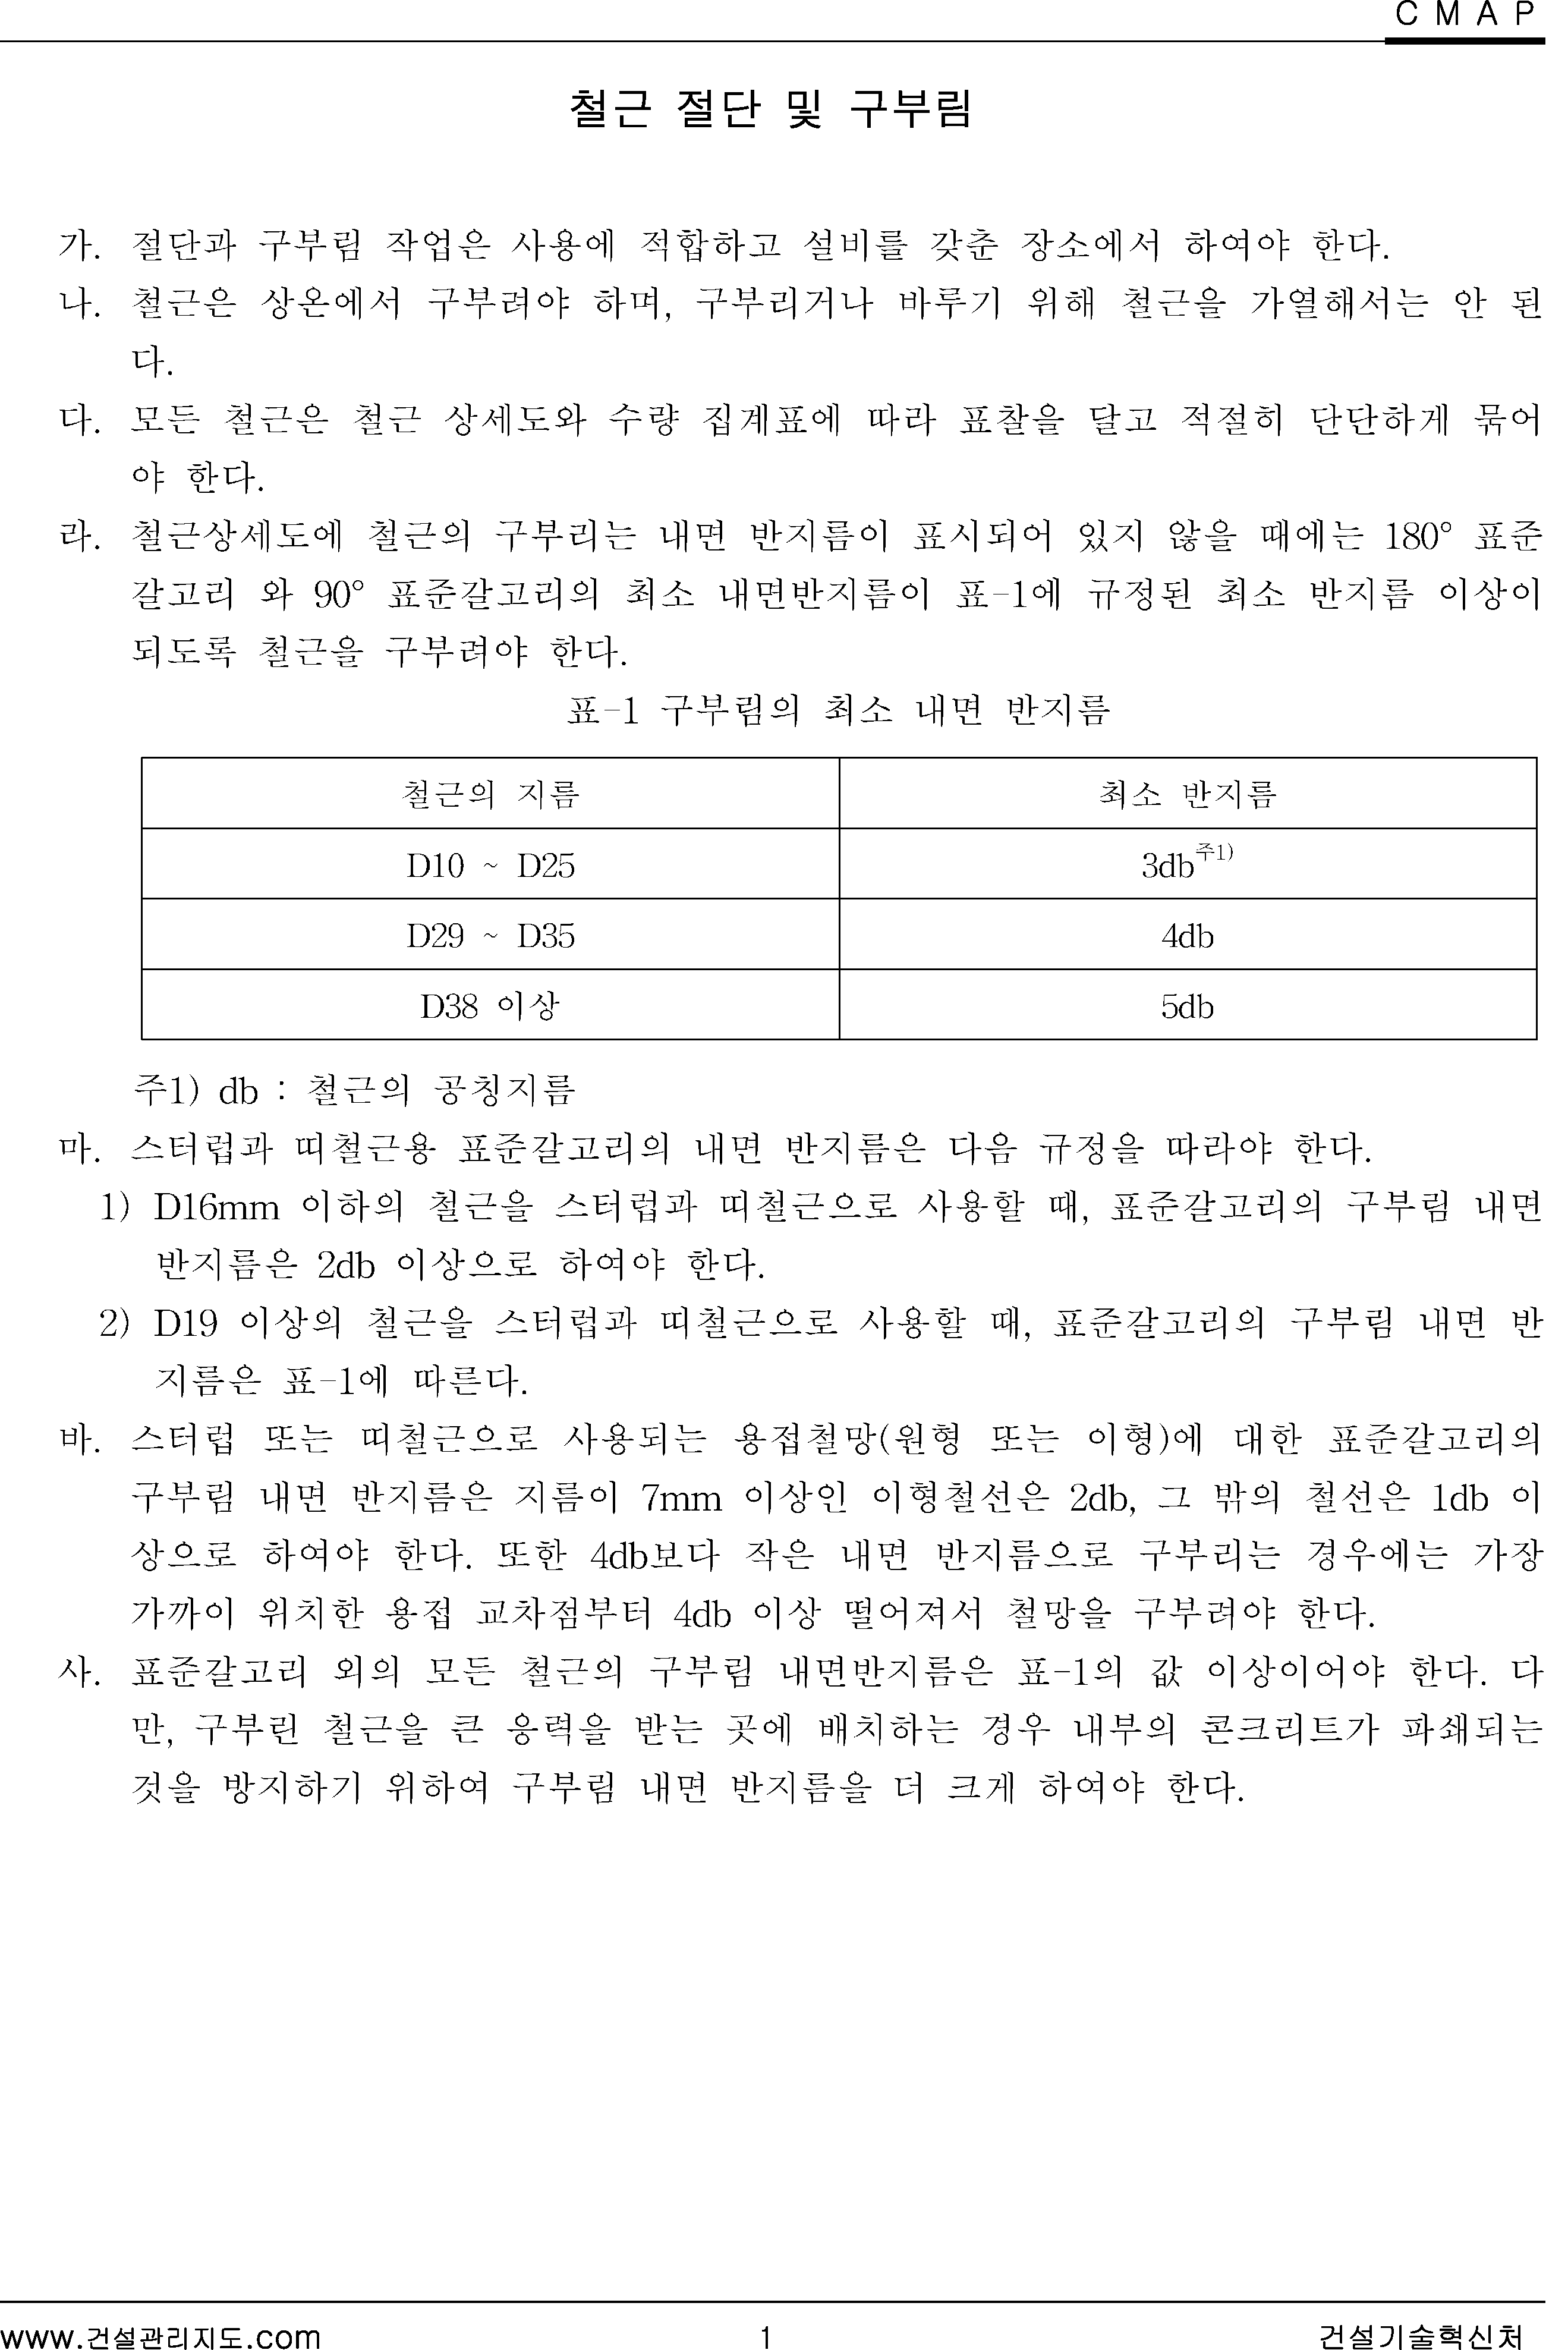 C M A P
철근 절단 및 구부림
가. 절단과 구부림 작업은 사용에 적합하고 설비를 갖춘 장소에서 하여야 한다.
나. 철근은 상온에서 구부려야 하며, 구부리거나 바루기 위해 철근을 가열해서는 안 된
다.
다. 모든 철근은 철근 상세도와 수량 집계표에 따라 표찰을 달고 적절히 단단하게 묶어
야 한다.
라. 철근상세도에 철근의 구부리는 내면 반지름이 표시되어 있지 않을 때에는 180° 표준
갈고리 와 90° 표준갈고리의 최소 내면반지름이 표-1에 규정된 최소 반지름 이상이
되도록 철근을 구부려야 한다.
표-1 구부림의 최소 내면 반지름
철근의 지름 최소 반지름
D10 ~ D25 3db주1)
D29 ~ D35 4db
D38 이상 5db
주1) db : 철근의 공칭지름
마. 스터럽과 띠철근용 표준갈고리의 내면 반지름은 다음 규정을 따라야 한다.
1) D16mm 이하의 철근을 스터럽과 띠철근으로 사용할 때, 표준갈고리의 구부림 내면
반지름은 2db 이상으로 하여야 한다.
2) D19 이상의 철근을 스터럽과 띠철근으로 사용할 때, 표준갈고리의 구부림 내면 반
지름은 표-1에 따른다.
바. 스터럽 또는 띠철근으로 사용되는 용접철망(원형 또는 이형)에 대한 표준갈고리의
구부림 내면 반지름은 지름이 7mm 이상인 이형철선은 2db, 그 밖의 철선은 1db 이
상으로 하여야 한다. 또한 4db보다 작은 내면 반지름으로 구부리는 경우에는 가장
가까이 위치한 용접 교차점부터 4db 이상 떨어져서 철망을 구부려야 한다.
사. 표준갈고리 외의 모든 철근의 구부림 내면반지름은 표-1의 값 이상이어야 한다. 다
만, 구부린 철근을 큰 응력을 받는 곳에 배치하는 경우 내부의 콘크리트가 파쇄되는
것을 방지하기 위하여 구부림 내면 반지름을 더 크게 하여야 한다.
www.건설관리지도.com 1 건설기술혁신처